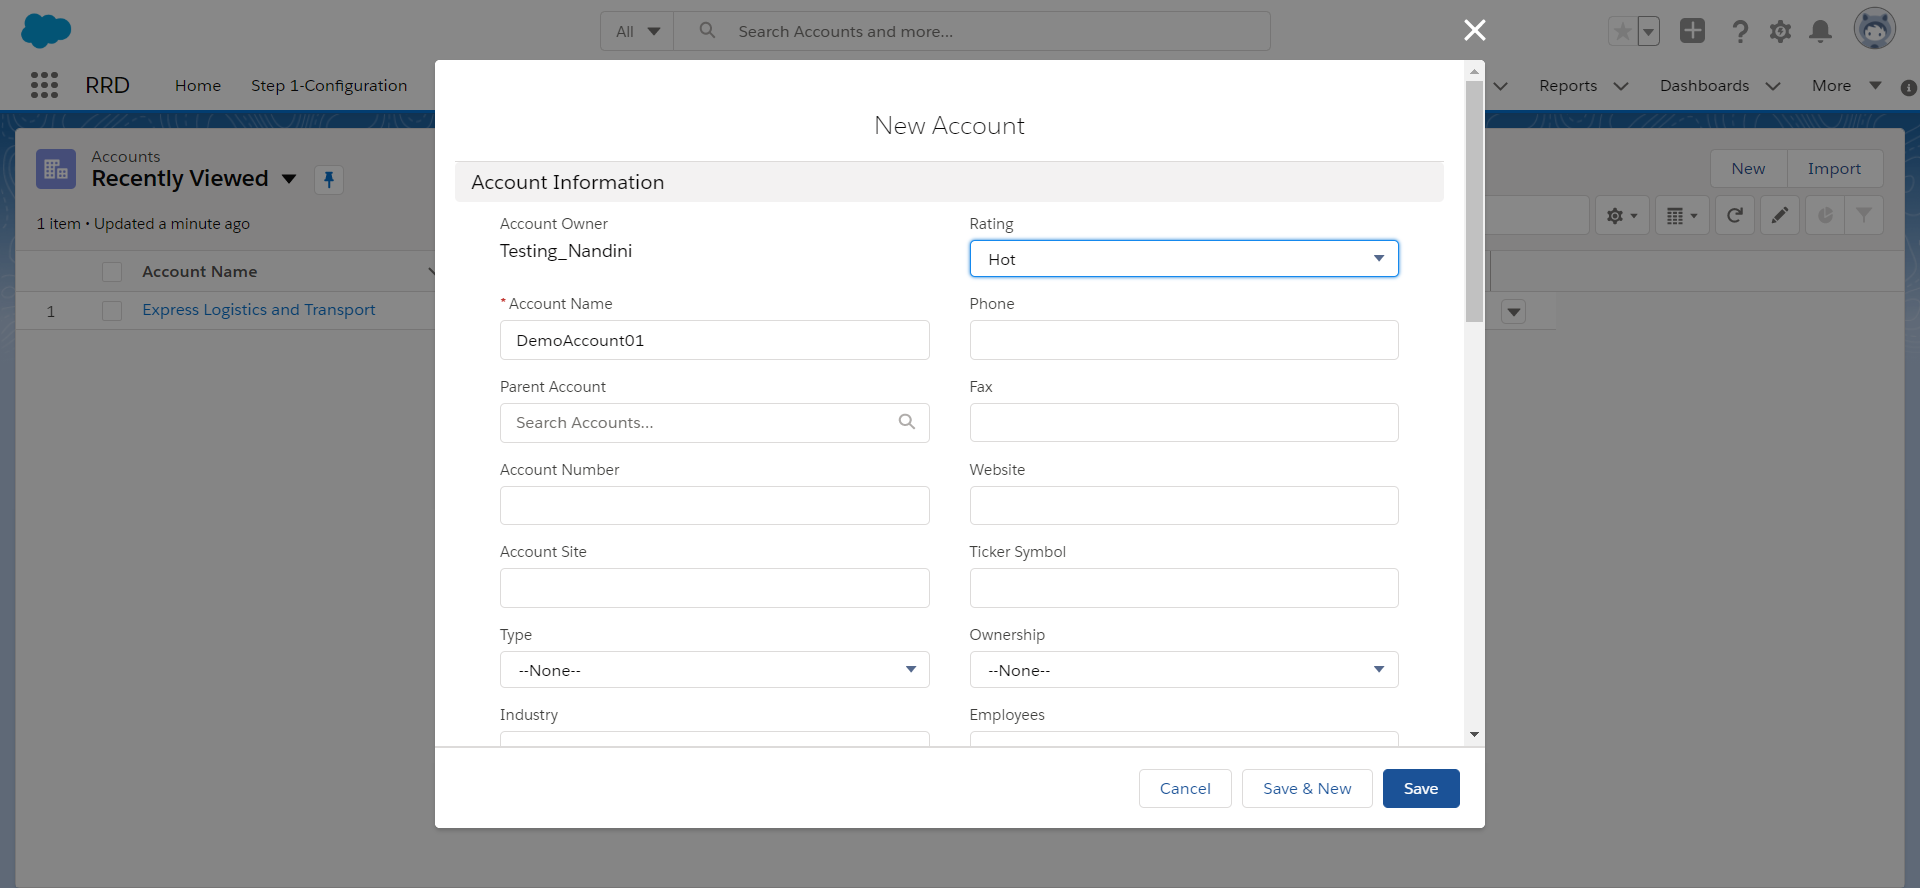 All
Search Accounts and more...
RRD
Home
Step 1-Configuration
Reports
Dashboards
More
Accounts
Recently Viewed
1 item • Updated a minute ago
New
Import
Account Name
1
Express Logistics and Transport
New Account
Account Information
Account Owner
Testing_Nandini
Rating
Hot
* Account Name
DemoAccount01
Phone
Parent Account
Search Accounts...
Fax
Account Number
Website
Account Site
Ticker Symbol
Type
--None--
Ownership
--None--
Industry
Employees
Cancel
Save & New
Save